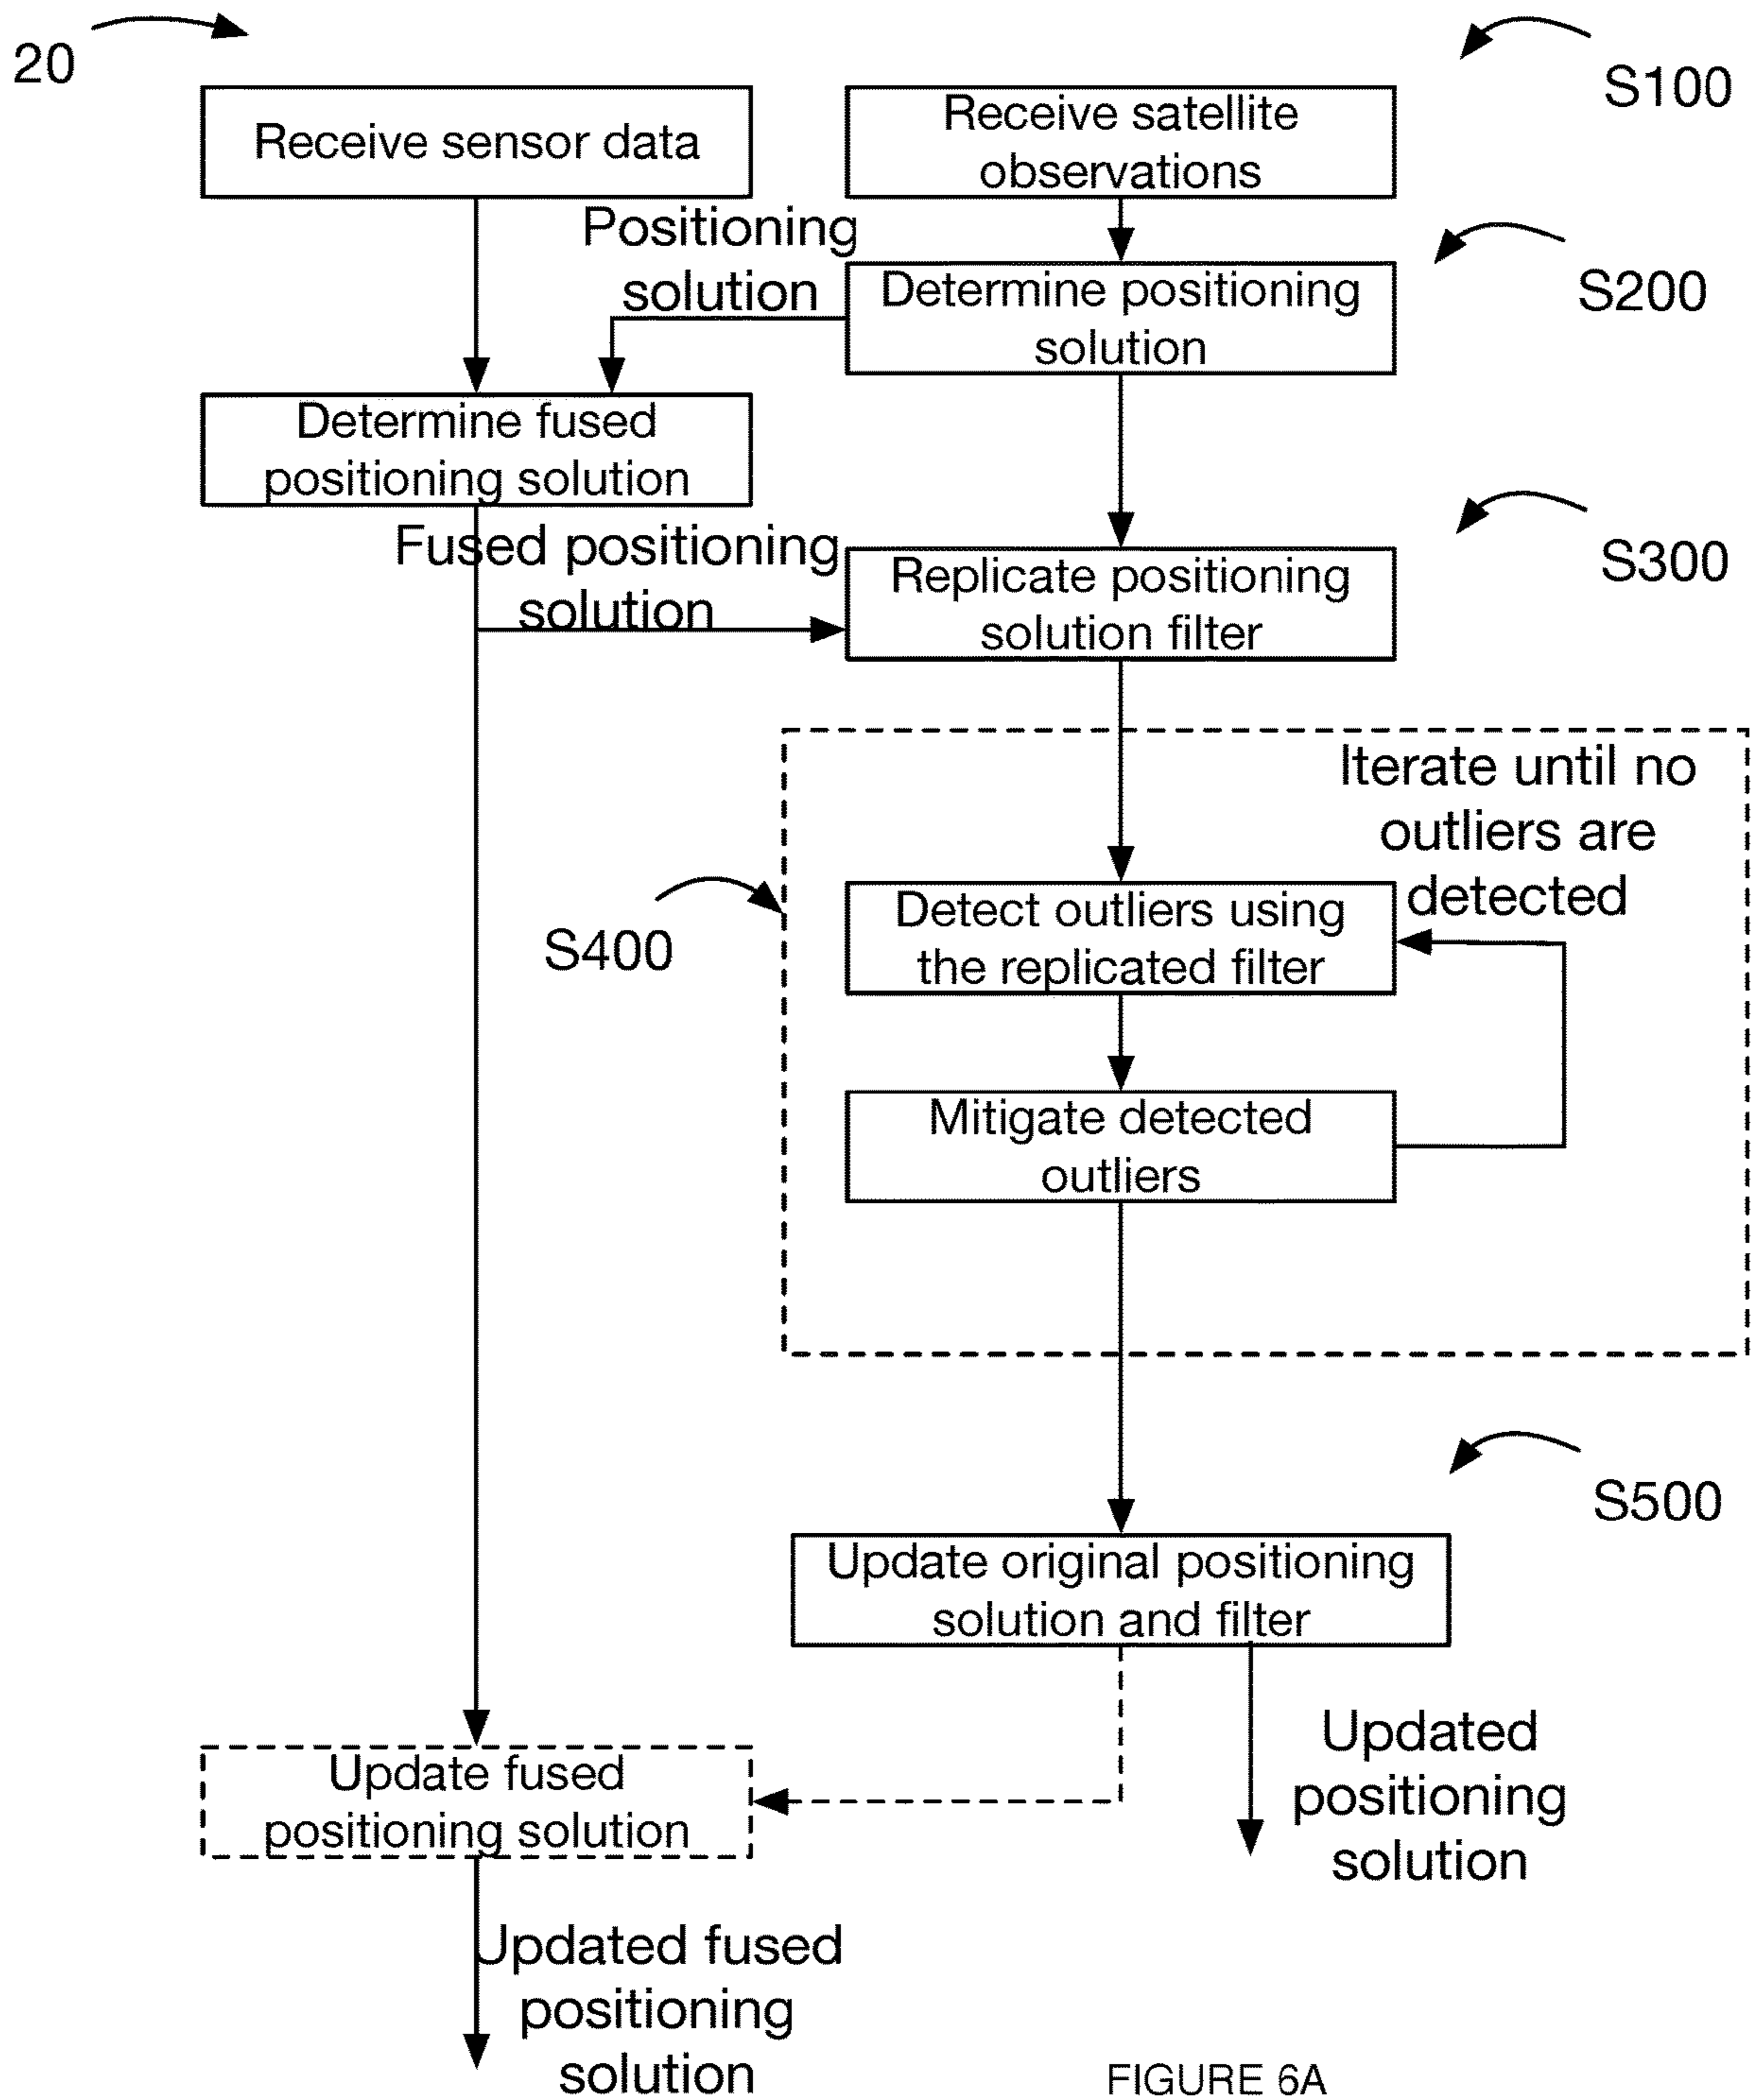 20
S100
Receive sensor data
Receive satellite
observations
Positioning
solution
S200
Determine positioning
solution
Determine fused
positioning solution
Fused positioning
solution
S300
Replicate positioning
solution filter
Iterate until no
outliers are
detected
S400
Detect outliers using
the replicated filter
Mitigate detected
outliers
S500
Update original positioning
solution and filter
Updated
positioning
solution
Update fused
positioning solution
Updated fused
positioning
solution
FIGURE 6A